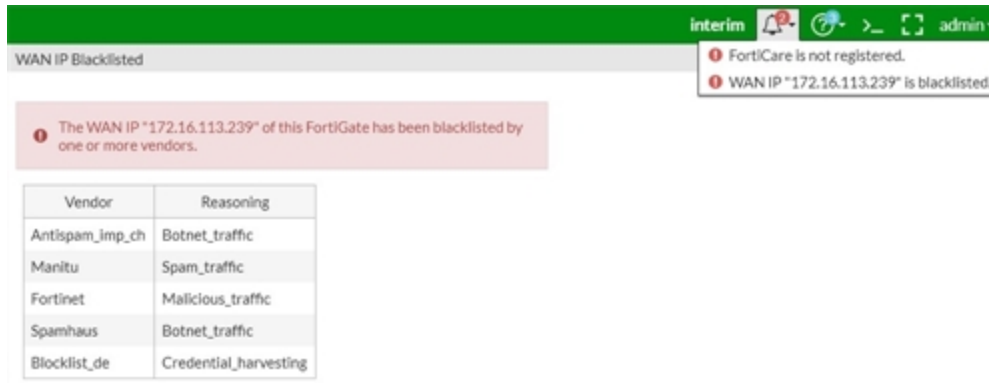 interim 2 >_ admin
FortiCare is not registered.
WAN IP "172.16.113.239" is blacklisted
WAN IP Blacklisted
The WAN IP "172.16.113.239" of this FortiGate has been blacklisted by
one or more vendors.
Vendor Reasoning
Antispam_imp_ch Botnet_traffic
Manitu Spam_traffic
Fortinet Malicious_traffic
Spamhaus Botnet_traffic
Blocklist_de Credential_harvesting